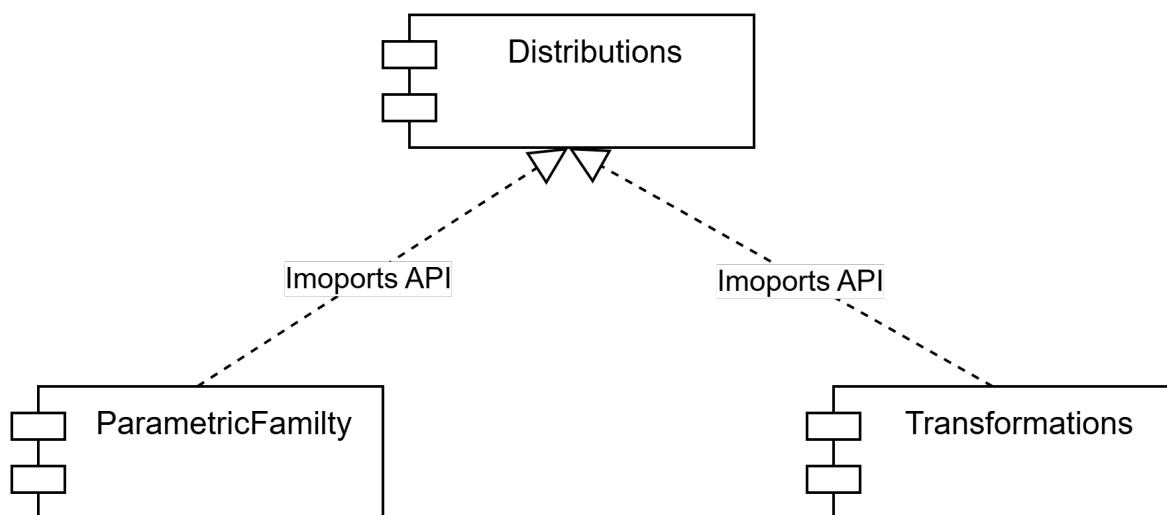 Distributions
Imoports API
Imoports API
ParametricFamilty
Transformations